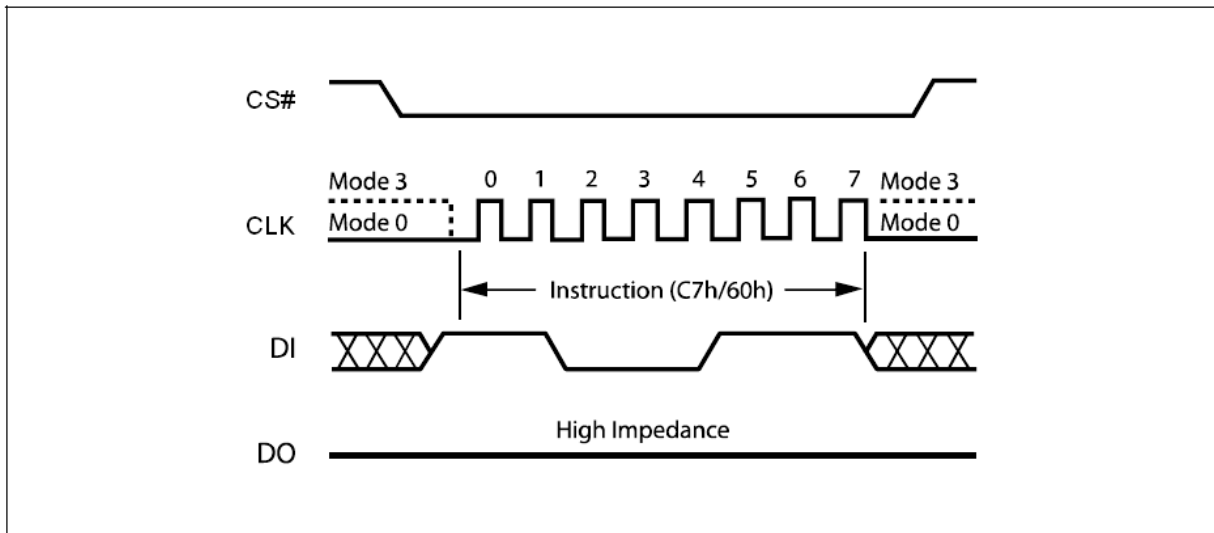 CS#
Mode 3 0 1 2 3 4 5 6 7 Mode 3
CLK Mode 0 Mode 0
Instruction (C7h/60h)
DI
High Impedance
DO